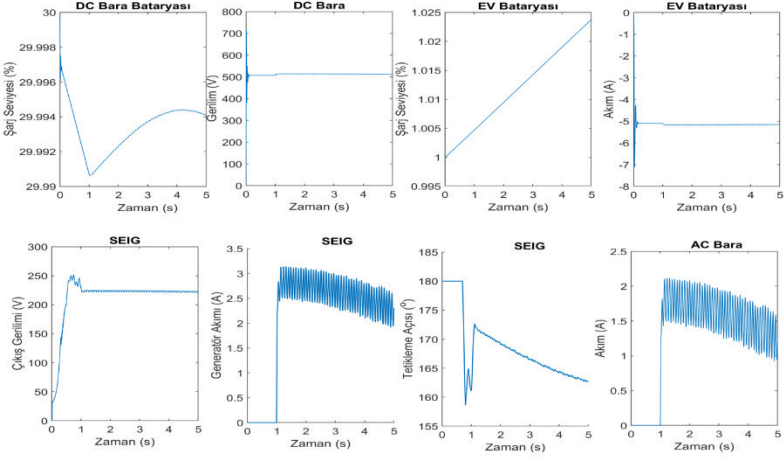 DC Bara Bataryası
Şarj Seviyesi (%)
30
29.998
29.996
29.994
29.992
29.99
0 1 2 3 4 5
Zaman (s)
DC Bara
Gerilim (V)
800
700
600
500
400
300
200
100
0
0 1 2 3 4 5
Zaman (s)
EV Bataryası
Şarj Seviyesi (%)
1.025
1.02
1.015
1.01
1.005
1
0.995
0 1 2 3 4 5
Zaman (s)
EV Bataryası
Akım (A)
0
-1
-2
-3
-4
-5
-6
-7
-8
0 1 2 3 4 5
Zaman (s)
SEIG
Çıkış Gerilimi (V)
300
250
200
150
100
50
0
0 1 2 3 4 5
Zaman (s)
SEIG
Generatör Akımı (A)
3.5
3
2.5
2
1.5
1
0.5
0
0 1 2 3 4 5
Zaman (s)
SEIG
Tetikleme Açısı (⁰)
185
180
175
170
165
160
155
0 1 2 3 4 5
Zaman (s)
AC Bara
Akım (A)
2.5
2
1.5
1
0.5
0
0 1 2 3 4 5
Zaman (s)